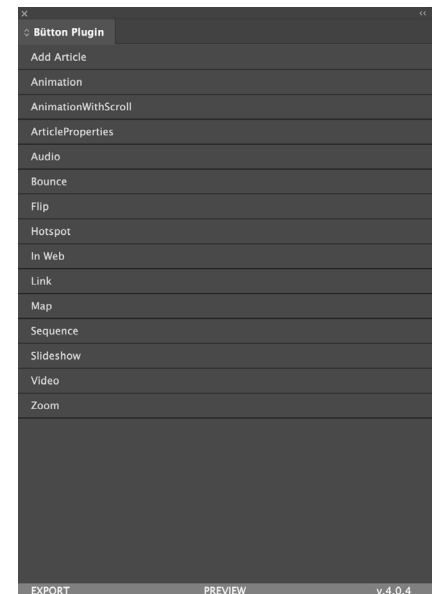 Bütton Plugin
Add Article
Animation
AnimationWithScroll
ArticleProperties
Audio
Bounce
Flip
Hotspot
In Web
Link
Map
Sequence
Slideshow
Video
Zoom
EXPORT PREVIEW v.4.0.4